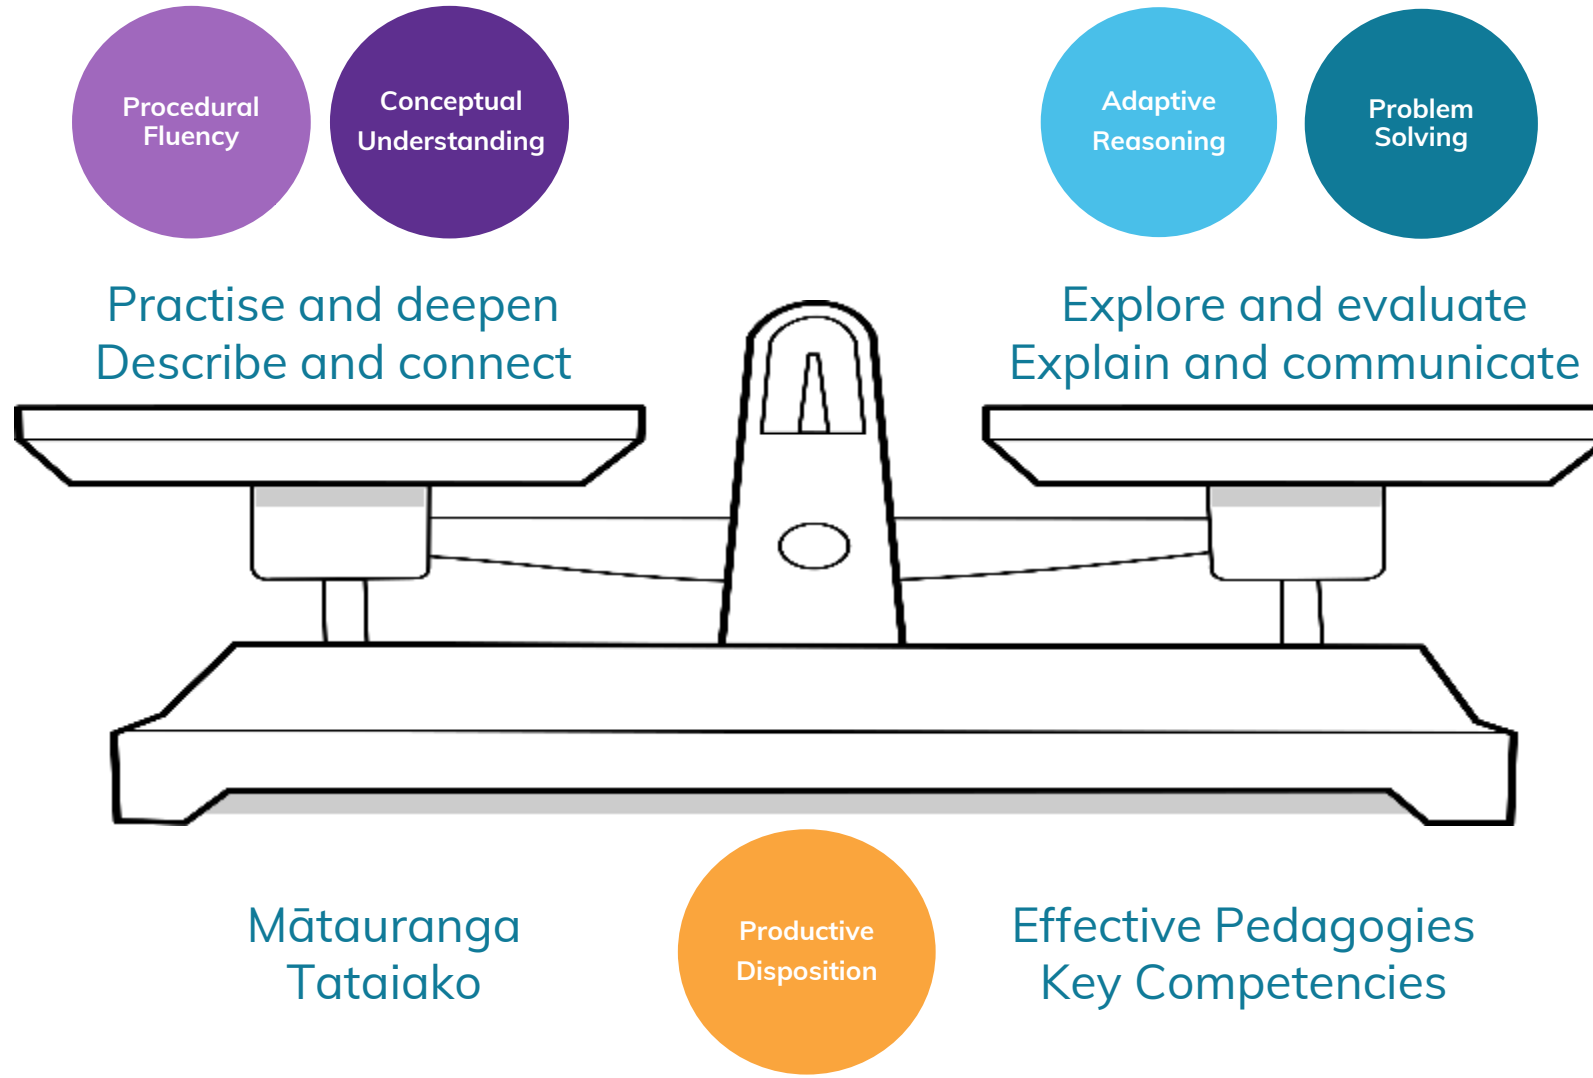 Procedural
Fluency
Conceptual
Understanding
Adaptive
Reasoning
Problem
Solving
Practise and deepen
Describe and connect
Explore and evaluate
Explain and communicate
Mātauranga
Tataiako
Productive
Disposition
Effective Pedagogies
Key Competencies